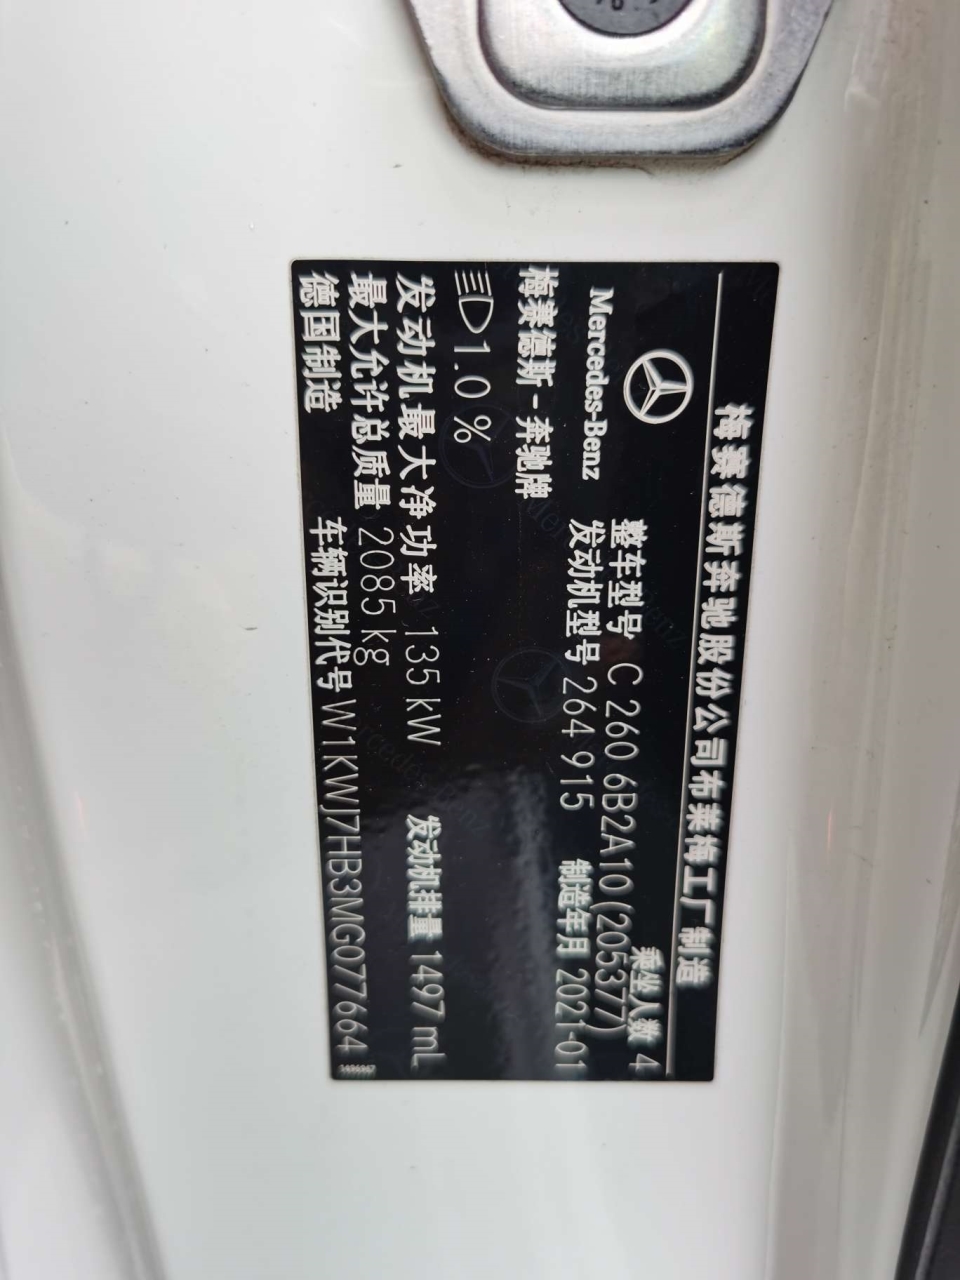 梅赛德斯奔驰股份公司布莱梅工厂制造
Mercedes-Benz
乘坐人数 4
整车型号 C 260 6B2A10(205377)
发动机型号 264 915
制造年月 2021-01
梅赛德斯-奔驰牌
1.0 %
发动机最大净功率 135 kW
发动机排量 1497 mL
最大允许总质量 2085 kg
德国制造
车辆识别代号 W1KWJ7HB3MG077664